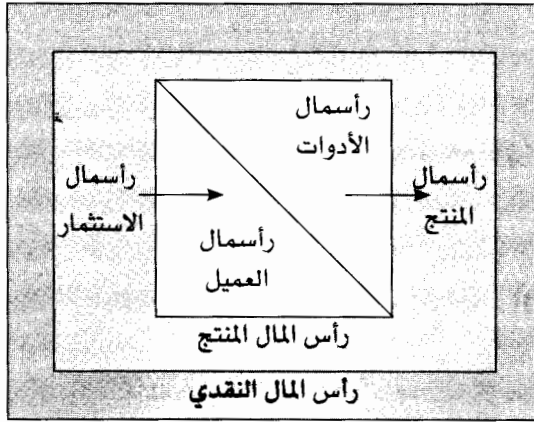 رأسمال
الأدوات
رأسمال
المنتج
رأسمال
الاستثمار
رأسمال
العميل
رأس المال المنتج
رأس المال النقدي